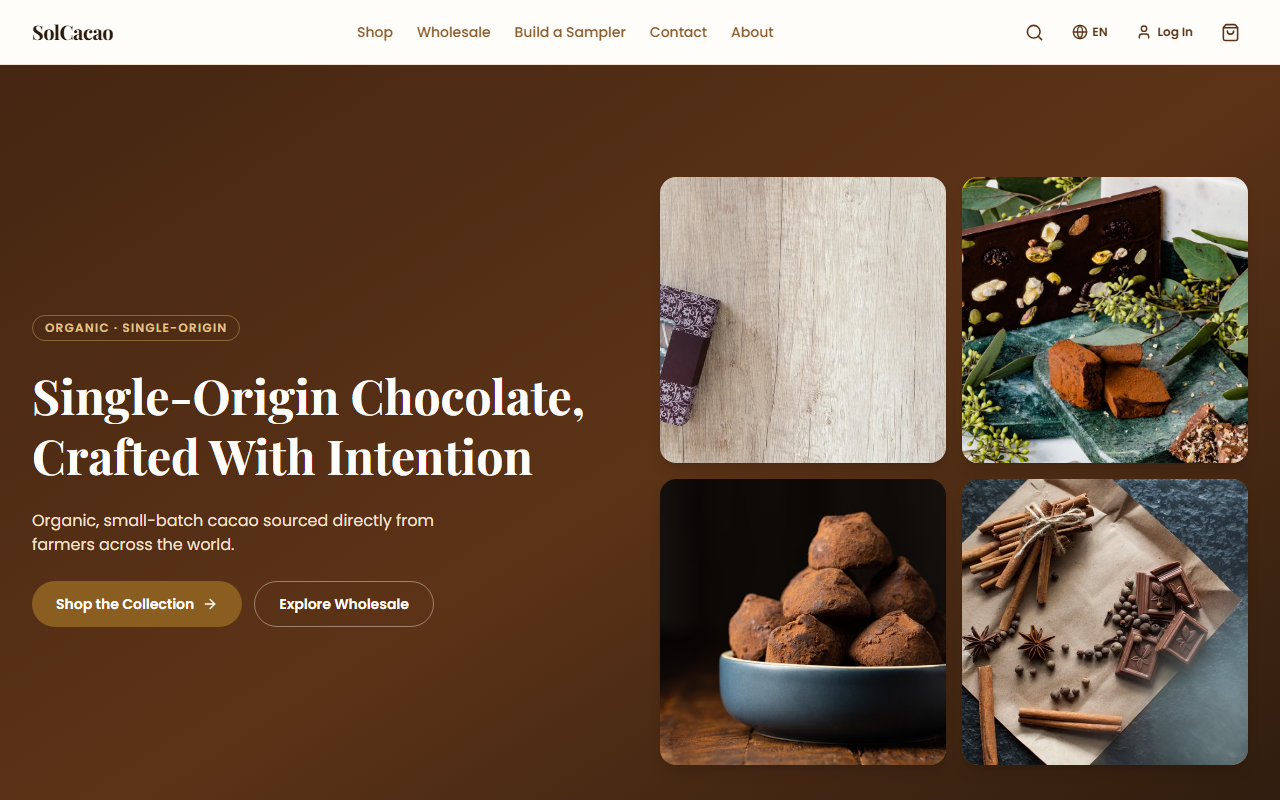 SolCacao
Shop
Wholesale
Build a Sampler
Contact
About
EN
Log In
ORGANIC · SINGLE-ORIGIN
Single-Origin Chocolate,
Crafted With Intention
Organic, small-batch cacao sourced directly from
farmers across the world.
Shop the Collection →
Explore Wholesale